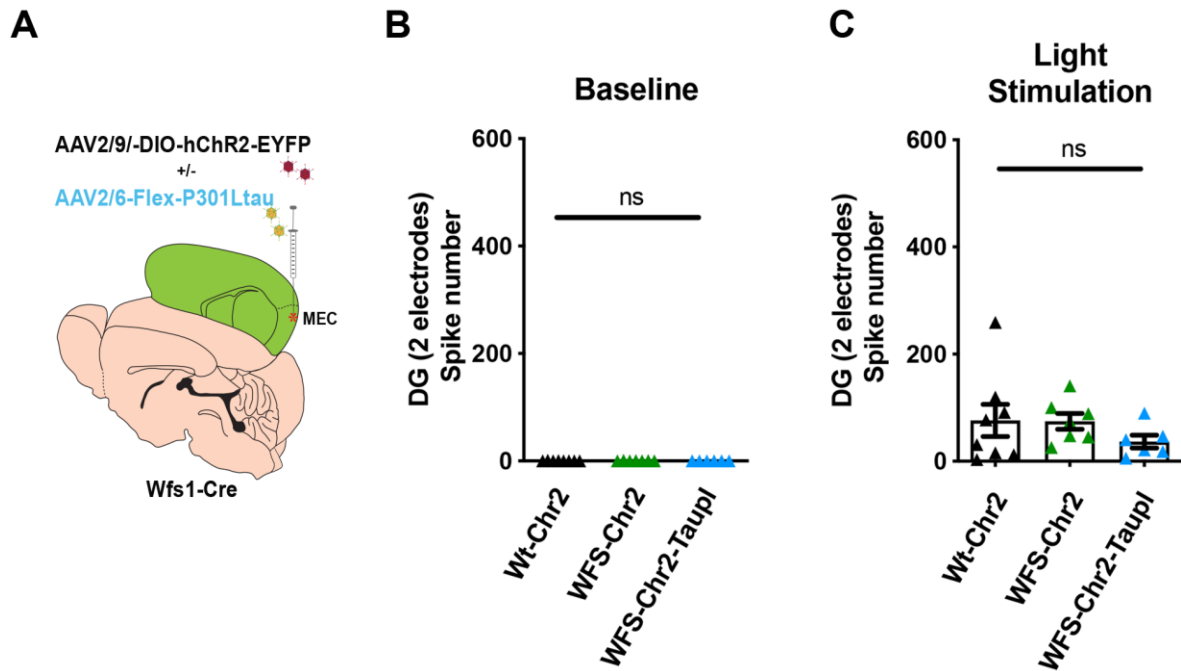 A
AAV2/9/-DIO-hChR2-EYFP
+/-
AAV2/6-Flex-P301Ltau
*
MEC
Wfs1-Cre
B
Baseline
DG (2 electrodes)
Spike number
600
400
200
0
ns
Wt-Chr2
WFS-Chr2
WFS-Chr2-Taupl
C
Light
Stimulation
DG (2 electrodes)
Spike number
600
400
200
0
ns
Wt-Chr2
WFS-Chr2
WFS-Chr2-Taupl